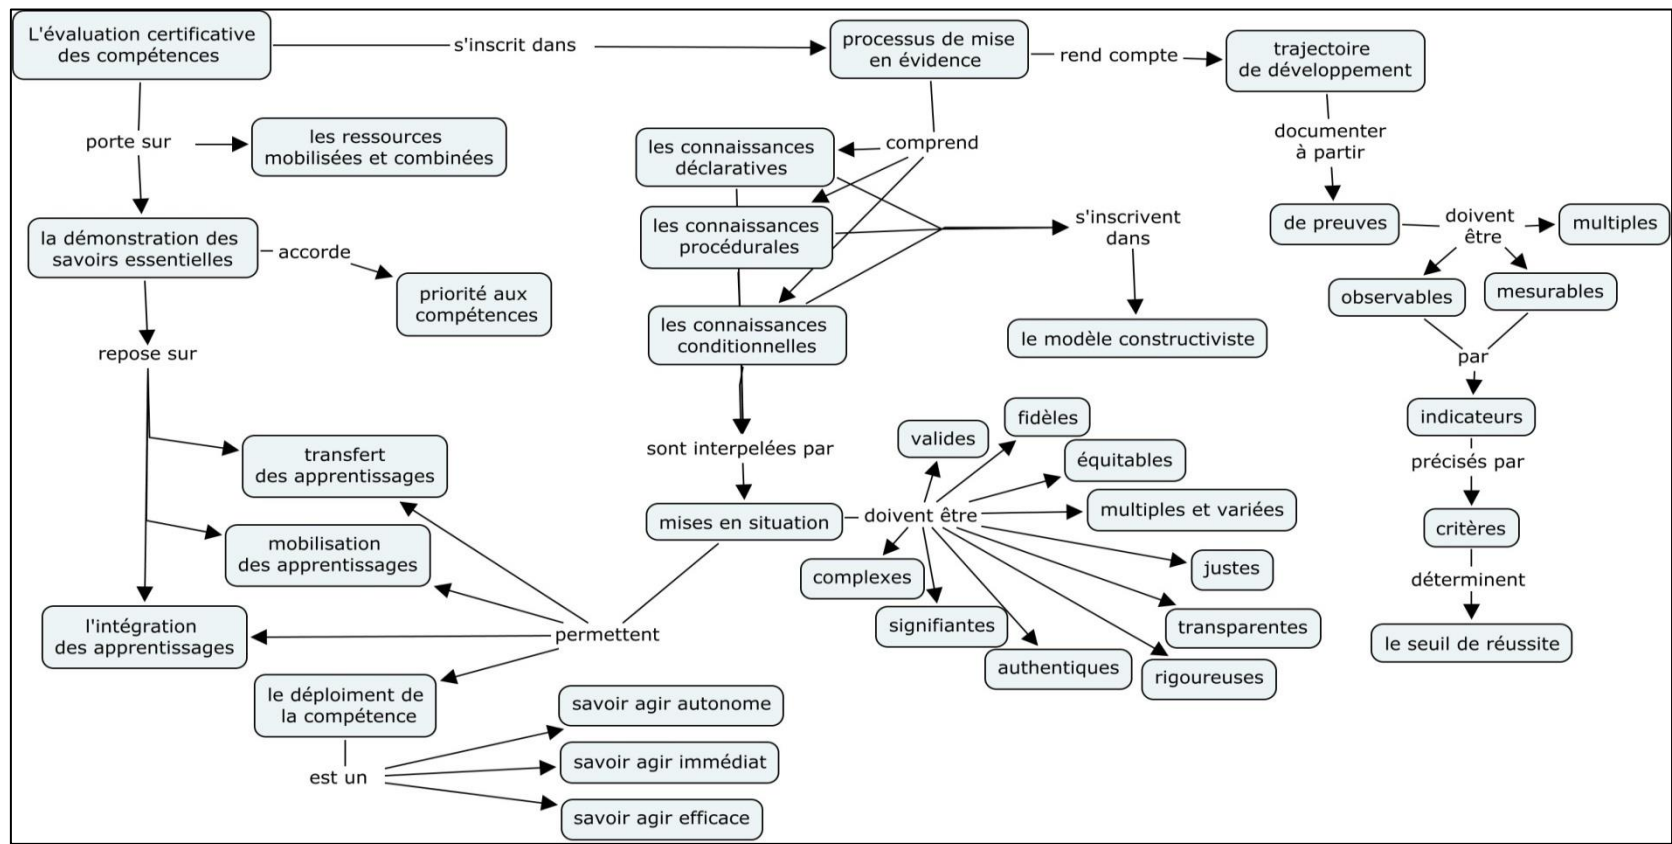 L'évaluation certificative
des compétences
s'inscrit dans
processus de mise
en évidence
rend compte
trajectoire
de développement
porte sur
les ressources
mobilisées et combinées
les connaissances
déclaratives
comprend
documenter
à partir
la démonstration des
savoirs essentielles
accorde
priorité aux
compétences
les connaissances
procédurales
s'inscrivent
dans
de preuves
doivent
être
multiples
observables
mesurables
les connaissances
conditionnelles
le modèle constructiviste
par
repose sur
indicateurs
précisés par
critères
déterminent
le seuil de réussite
transfert
des apprentissages
sont interpelées par
valides
fidèles
équitables
mises en situation
doivent être
multiples et variées
mobilisation
des apprentissages
complexes
justes
signifiantes
transparentes
authentiques
rigoureuses
l'intégration
des apprentissages
permettent
le déploiment de
la compétence
est un
savoir agir autonome
savoir agir immédiat
savoir agir efficace